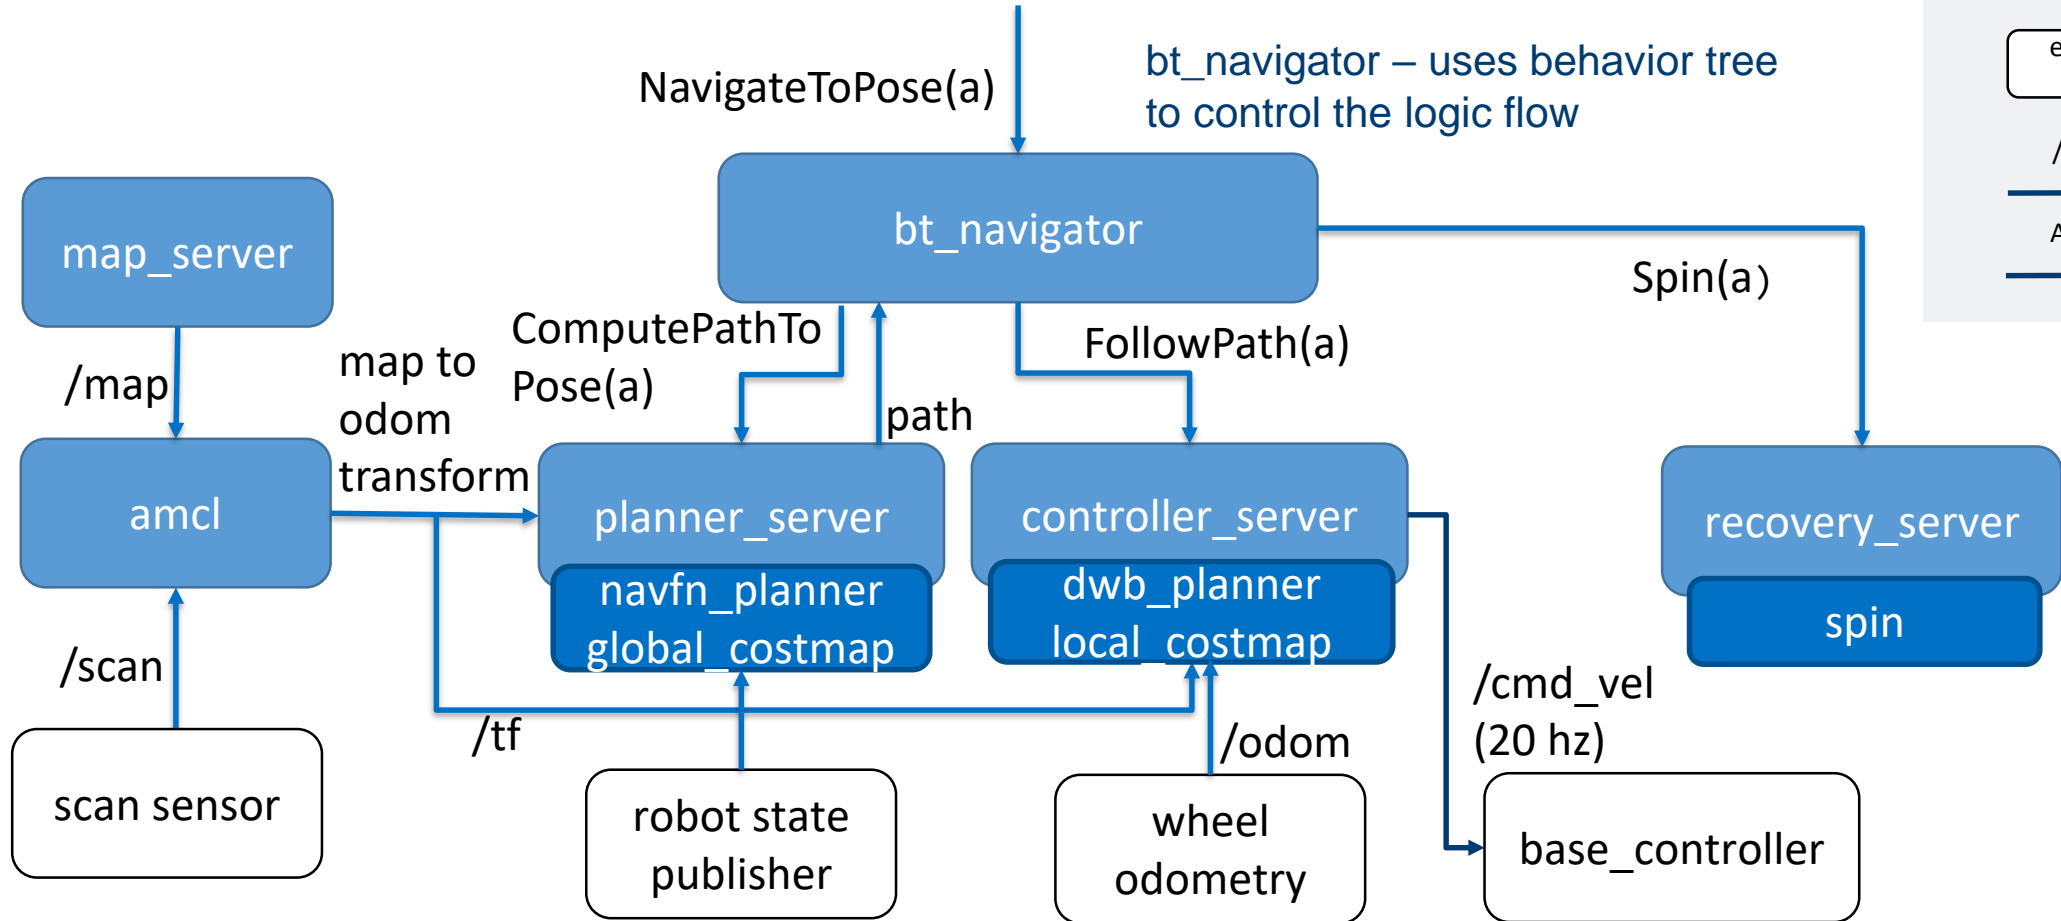 NavigateToPose(a)
bt_navigator – uses behavior tree
to control the logic flow
e
/
A
map_server
bt_navigator
Spin(a）
/map
map to
odom
transform
ComputePathTo
Pose(a)
path
FollowPath(a)
amcl
planner_server
navfn_planner
global_costmap
controller_server
dwb_planner
local_costmap
recovery_server
spin
/scan
/tf
/odom
/cmd_vel
(20 hz)
scan sensor
robot state
publisher
wheel
odometry
base_controller